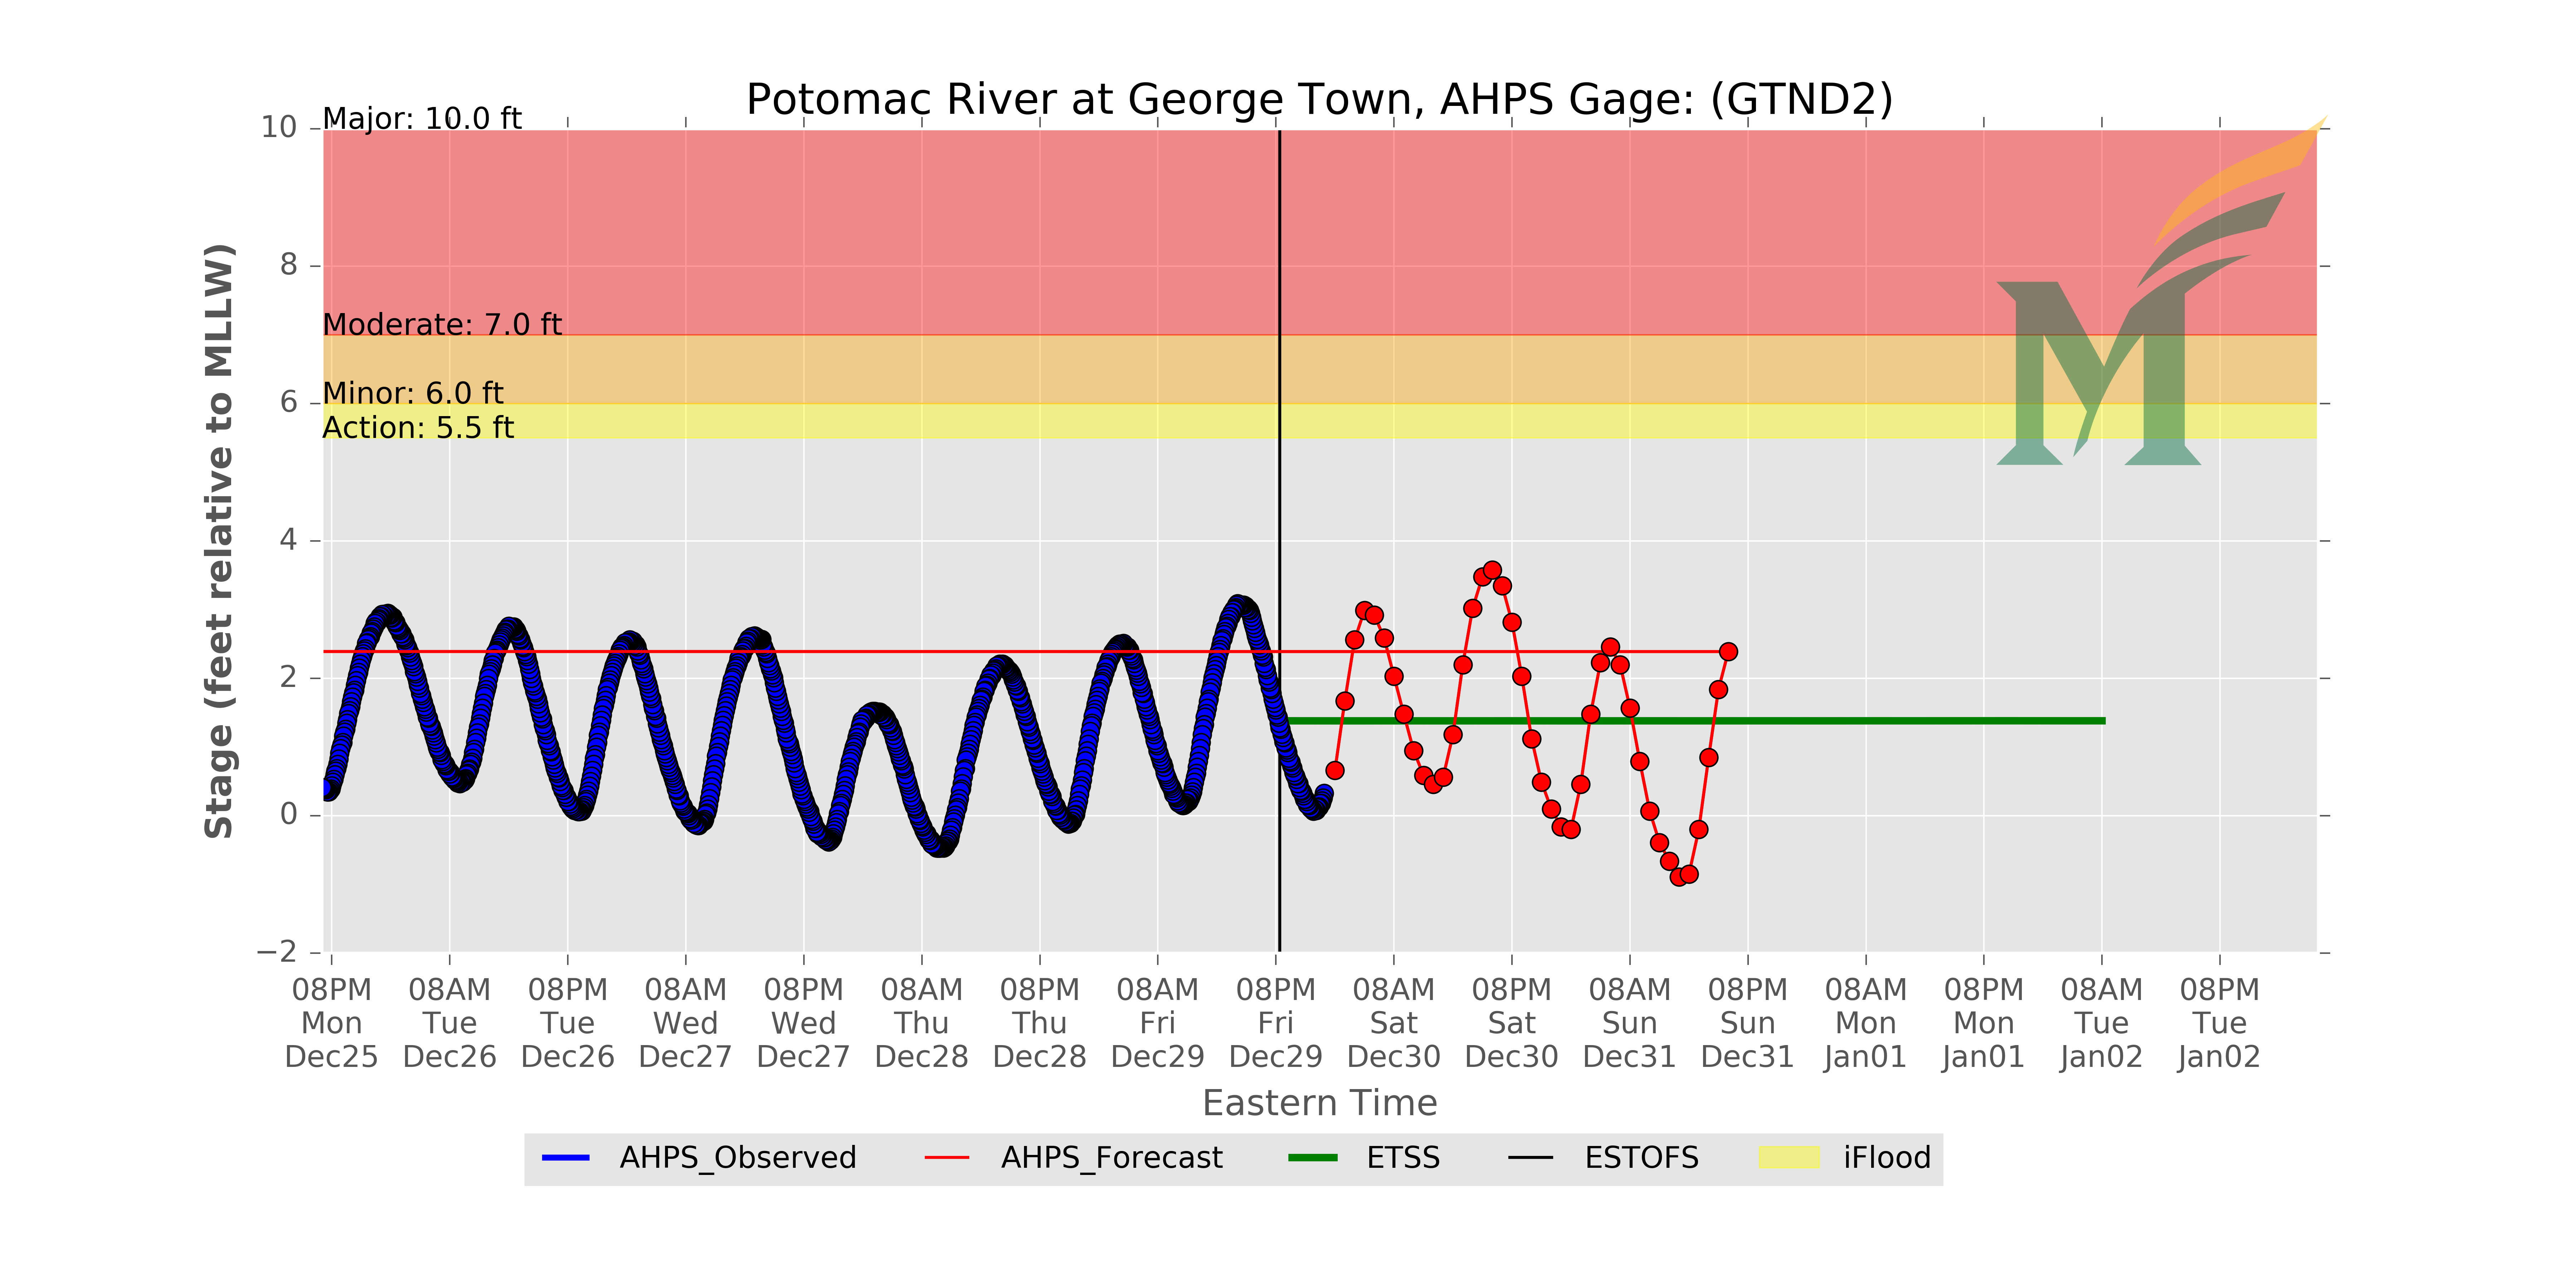 Potomac River at George Town, AHPS Gage: (GTND2)
Major: 10.0 ft
Moderate: 7.0 ft
Minor: 6.0 ft
Action: 5.5 ft
10
8
6
4
2
0
−2
Stage (feet relative to MLLW)
08PM 08AM 08PM 08AM 08PM 08AM 08PM 08AM 08PM 08AM 08PM 08AM 08PM 08AM 08PM 08AM 08PM
Mon Tue Tue Wed Wed Thu Thu Fri Fri Sat Sat Sun Sun Mon Mon Tue Tue
Dec25 Dec26 Dec26 Dec27 Dec27 Dec28 Dec28 Dec29 Dec29 Dec30 Dec30 Dec31 Dec31 Jan01 Jan01 Jan02 Jan02
Eastern Time
AHPS_Observed AHPS_Forecast ETSS ESTOFS iFlood